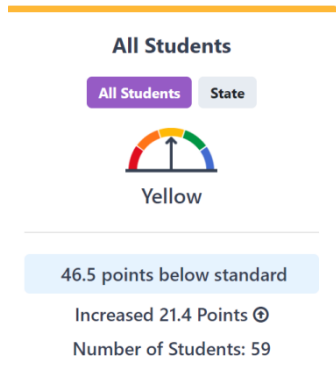 All Students
All Students State
Yellow
46.5 points below standard
Increased 21.4 Points
Number of Students: 59